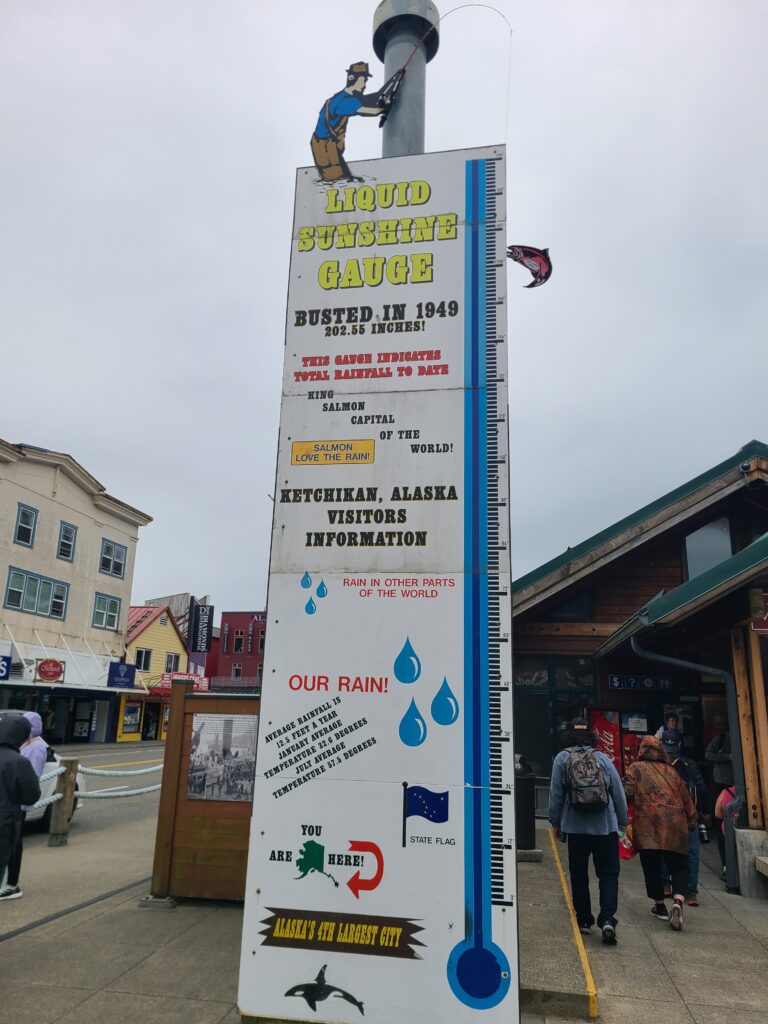 LIQUID
SUNSHINE
GAUGE
BUSTED IN 1949
202.55 INCHES!
THIS GAUGE INDICATES
TOTAL RAINFALL TO DATE
KING
SALMON
CAPITAL
OF THE
WORLD!
SALMON
LOVE THE RAIN!
KETCHIKAN, ALASKA
VISITORS
INFORMATION
RAIN IN OTHER PARTS
OF THE WORLD
OUR RAIN!
AVERAGE RAINFALL IS
12.5 FEET A YEAR
JANUARY AVERAGE
TEMPERATURE 32.6 DEGREES
JULY AVERAGE
TEMPERATURE 57.5 DEGREES
STATE FLAG
YOU
ARE HERE!
ALASKA'S 4TH LARGEST CITY
DIAMONDS